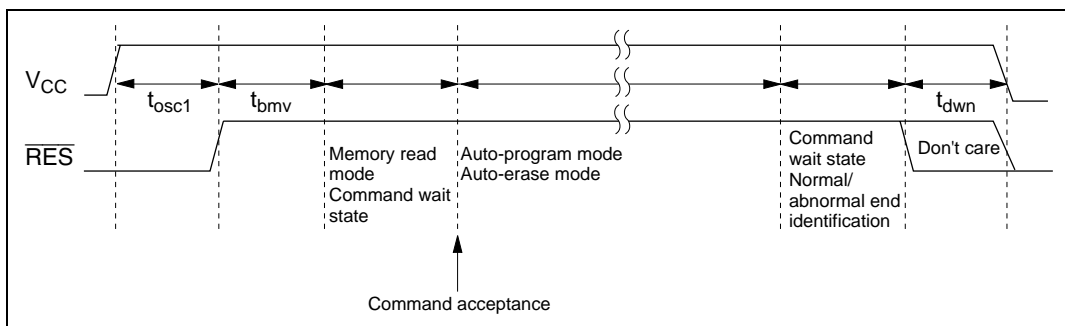 VCC
tosc1
tbmv
tdwn
RES
Memory read
mode
Command wait
state
Auto-program mode
Auto-erase mode
Command
wait state
Normal/
abnormal end
identification
Don't care
Command acceptance